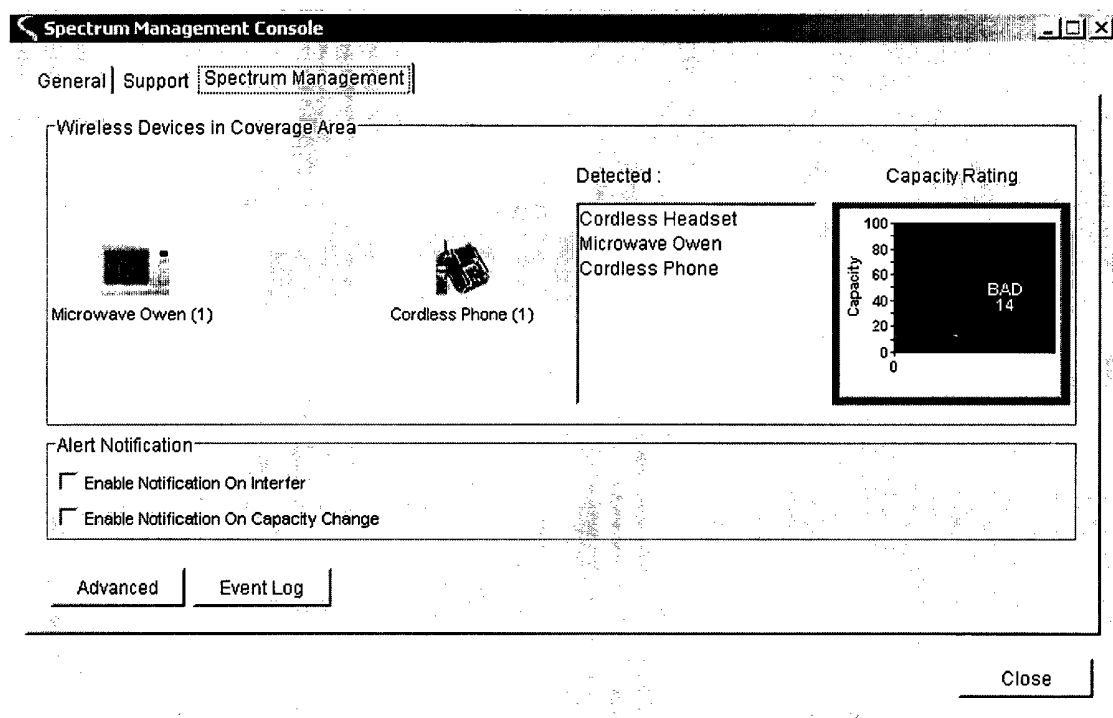 Spectrum Management Console
General Support Spectrum Management
Wireless Devices in Coverage Area
Detected :
Capacity Rating
Cordless Headset
Microwave Owen
Cordless Phone
Microwave Owen (1)
Cordless Phone (1)
100
80
60
40
20
0
0
Capacity
BAD
14
Alert Notification
Enable Notification On Interfer
Enable Notification On Capacity Change
Advanced
Event Log
Close